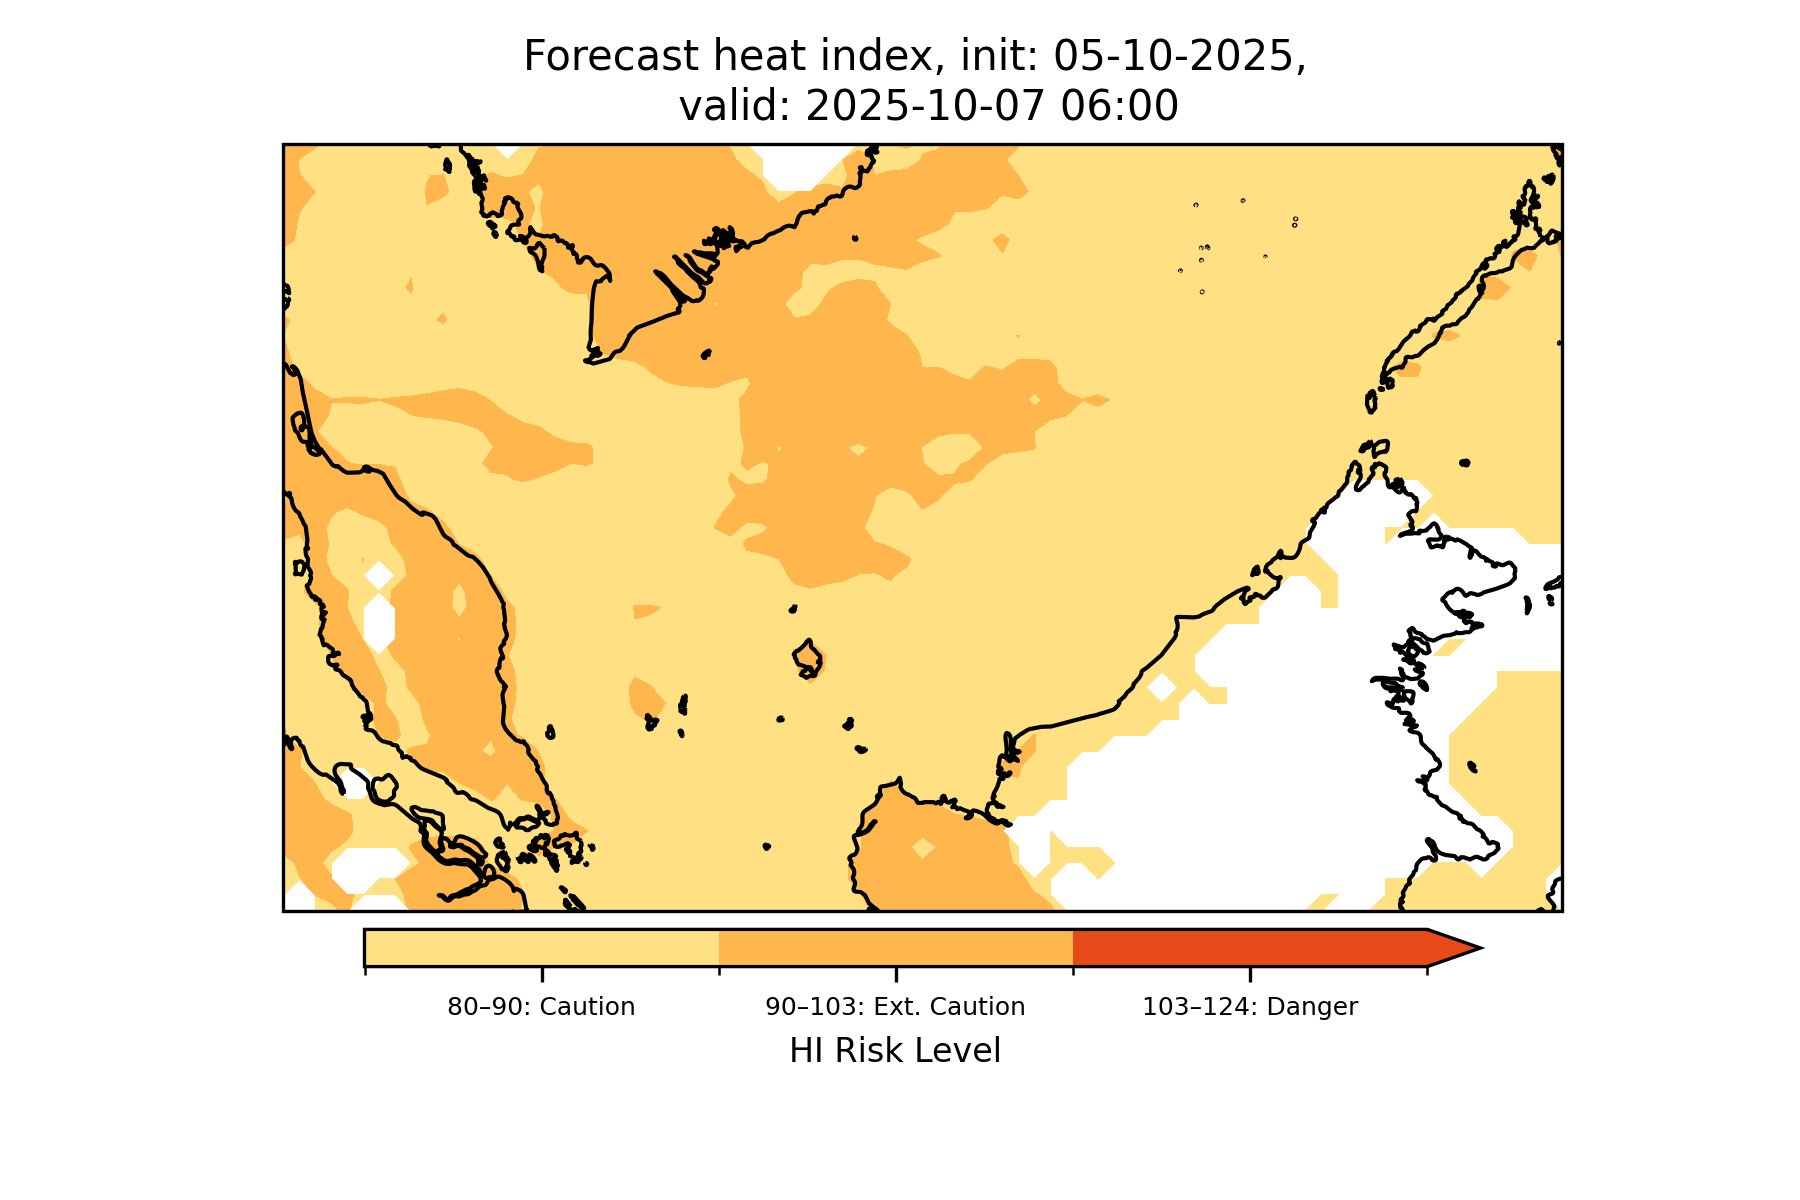 Forecast heat index, init: 05-10-2025,
valid: 2025-10-07 06:00
80–90: Caution
90–103: Ext. Caution
103–124: Danger
HI Risk Level